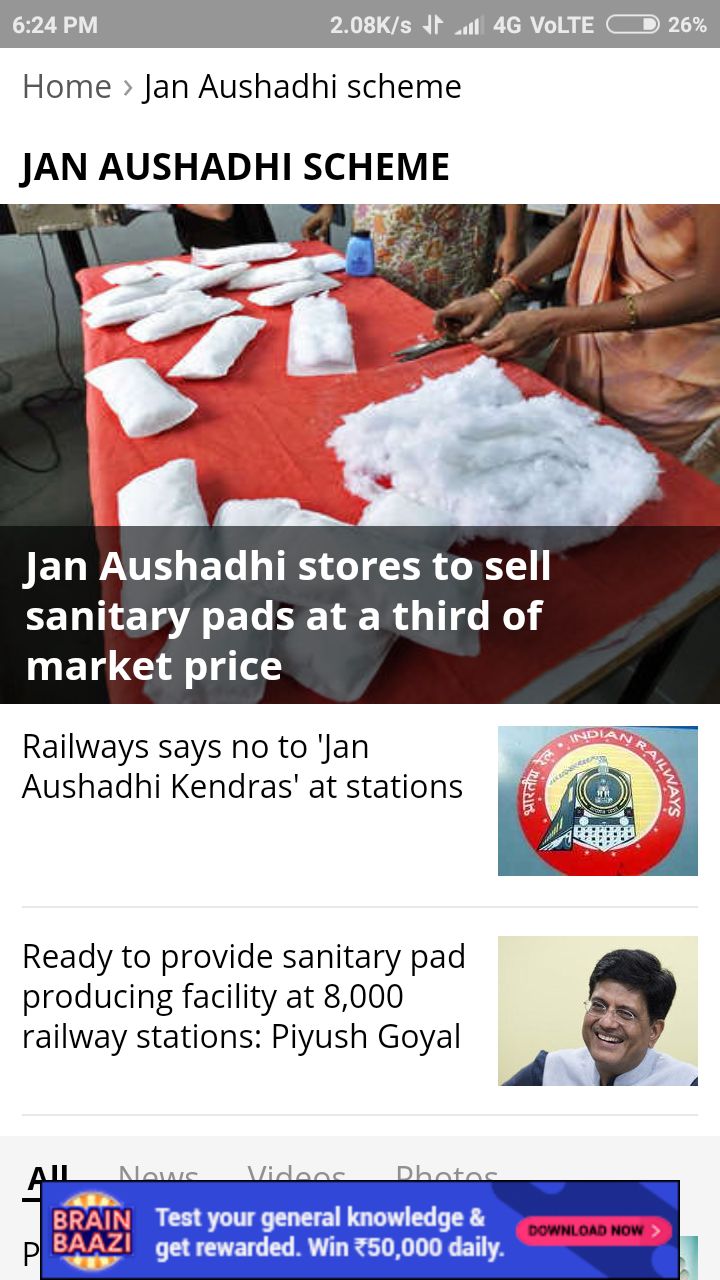 6:24 PM 2.08K/s 4G VoLTE 26%
Home › Jan Aushadhi scheme
JAN AUSHADHI SCHEME
Jan Aushadhi stores to sell
sanitary pads at a third of
market price
Railways says no to 'Jan
Aushadhi Kendras' at stations
भारतीय रेल • INDIAN RAILWAYS
Ready to provide sanitary pad
producing facility at 8,000
railway stations: Piyush Goyal
All News Videos Photos
BRAIN
BAAZI
Test your general knowledge &
get rewarded. Win ₹50,000 daily.
DOWNLOAD NOW >